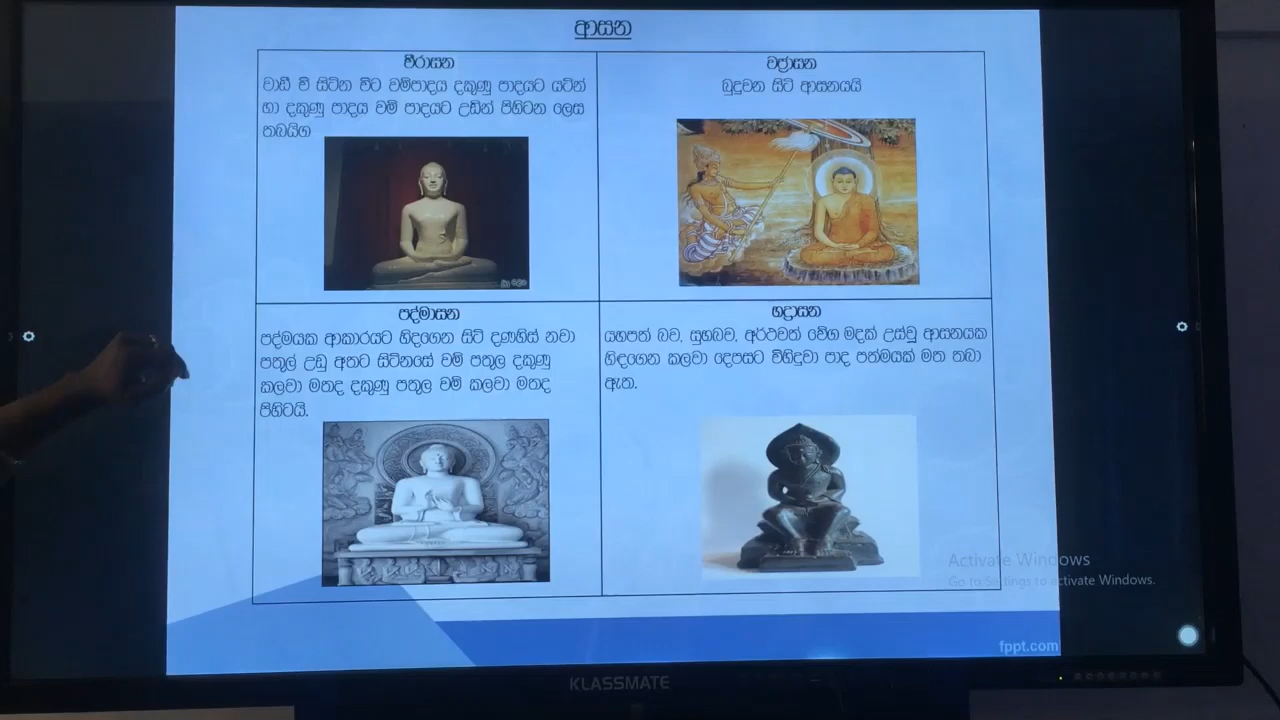 ආසන
වීරාසන
වාඩි වී සිටින විට වම්පාදය දකුණු පාදයට යටින්
හා දකුණු පාදය වම් පාදයට උඩින් පිහිටන ලෙස
තබයිග
වජ්‍රාසන
බුදුවන සිටි ආසනයයි
පද්මාසන
පද්මයක ආකාරයට හිඳගෙන සිටි දණහිස් නවා
පතුල් උඩු අතට සිටිනසේ වම් පතුල දකුණු
කලවා මතද දකුණු පතුල වම් කලවා මතද
පිහිටයි.
භද්‍රාසන
යහපත් බව, සුභබව, අර්ථවත් වේග මදක් උස්වූ ආසනයක
හිඳගෙන කලවා දෙපසට විහිදුවා පාද පත්මයක් මත තබා
ඇත.
Activate Windows
Go to Settings to activate Windows.
fppt.com
KLASSMATE